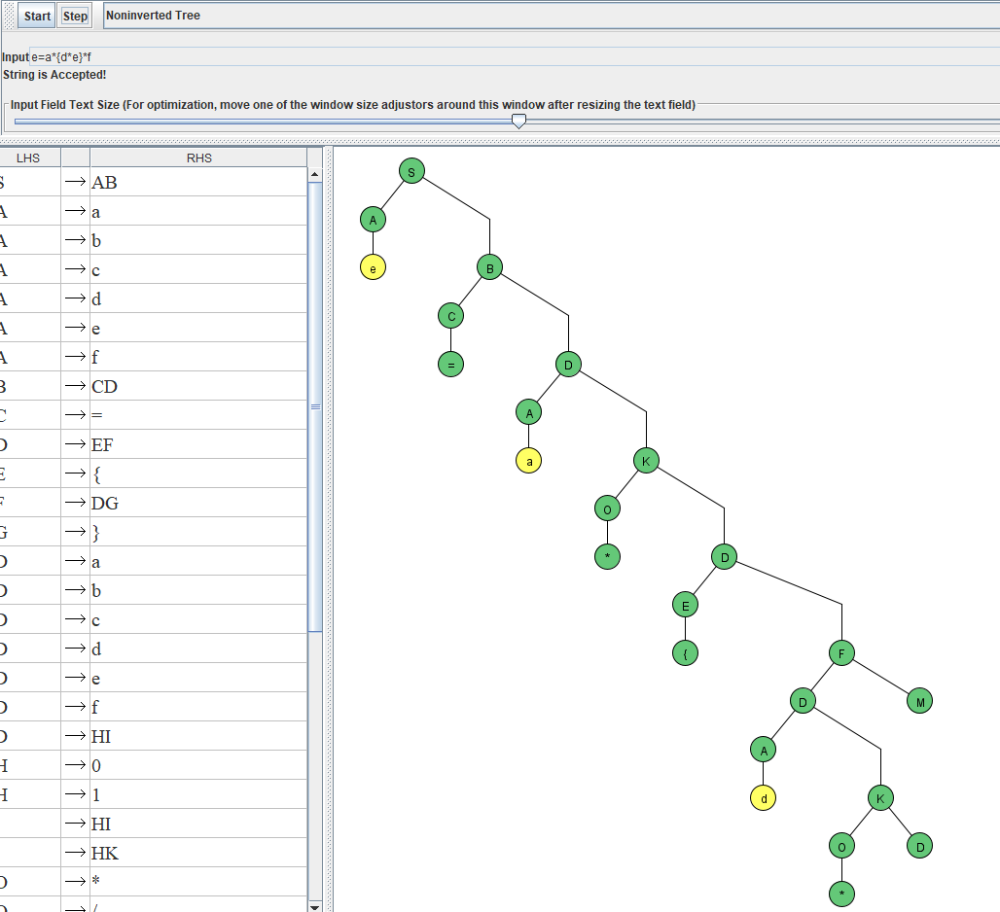 Start Step Noninverted Tree
Input e=a*{d*e}*f
String is Accepted!
Input Field Text Size (For optimization, move one of the window size adjustors around this window after resizing the text field)
LHS RHS
S → AB
A → a
A → b
A → c
A → d
A → e
A → f
B → CD
C → =
D → EF
E → {
F → DG
G → }
D → a
D → b
D → c
D → d
D → e
D → f
D → HI
H → 0
H → 1
→ HI
→ HK
O → *
O → /
S
A
e B
C
= D
A
a K
O
* D
E
{ F
D M
A
d K
O D
*